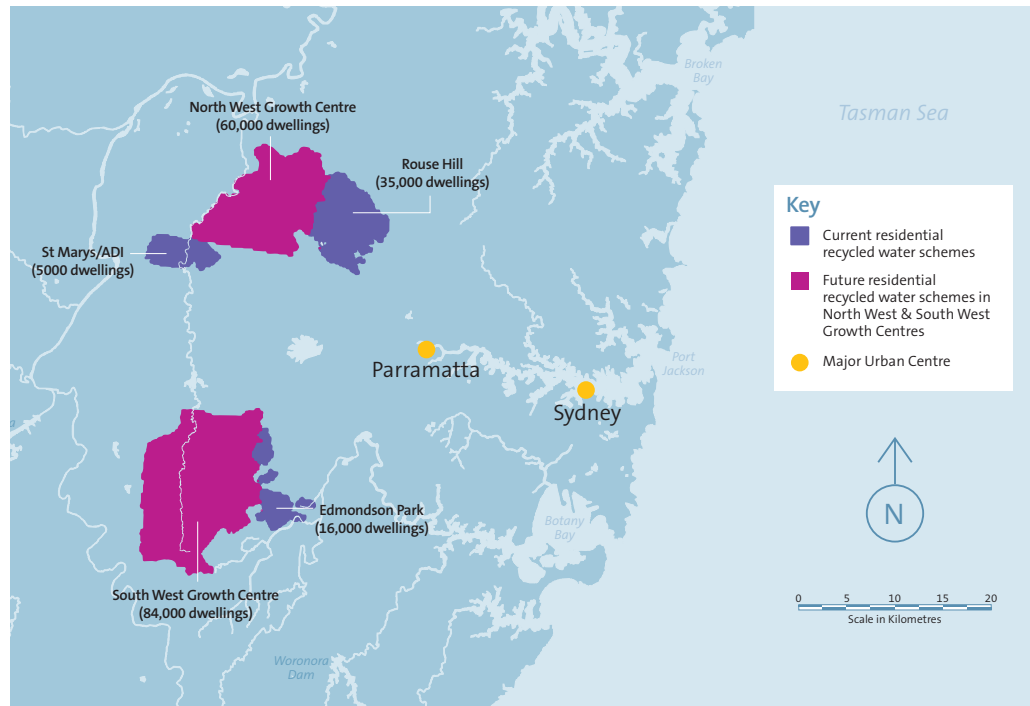 Broken
Bay
Tasman Sea
North West Growth Centre
(60,000 dwellings)
Rouse Hill
(35,000 dwellings)
St Marys/ADI
(5000 dwellings)
Key
Current residential
recycled water schemes
Future residential
recycled water schemes in
North West & South West
Growth Centres
Major Urban Centre
Parramatta
Port
Jackson
Sydney
Edmondson Park
(16,000 dwellings)
Botany
Bay
N
South West Growth Centre
(84,000 dwellings)
0 5 10 15 20
Scale in Kilometres
Woronora
Dam